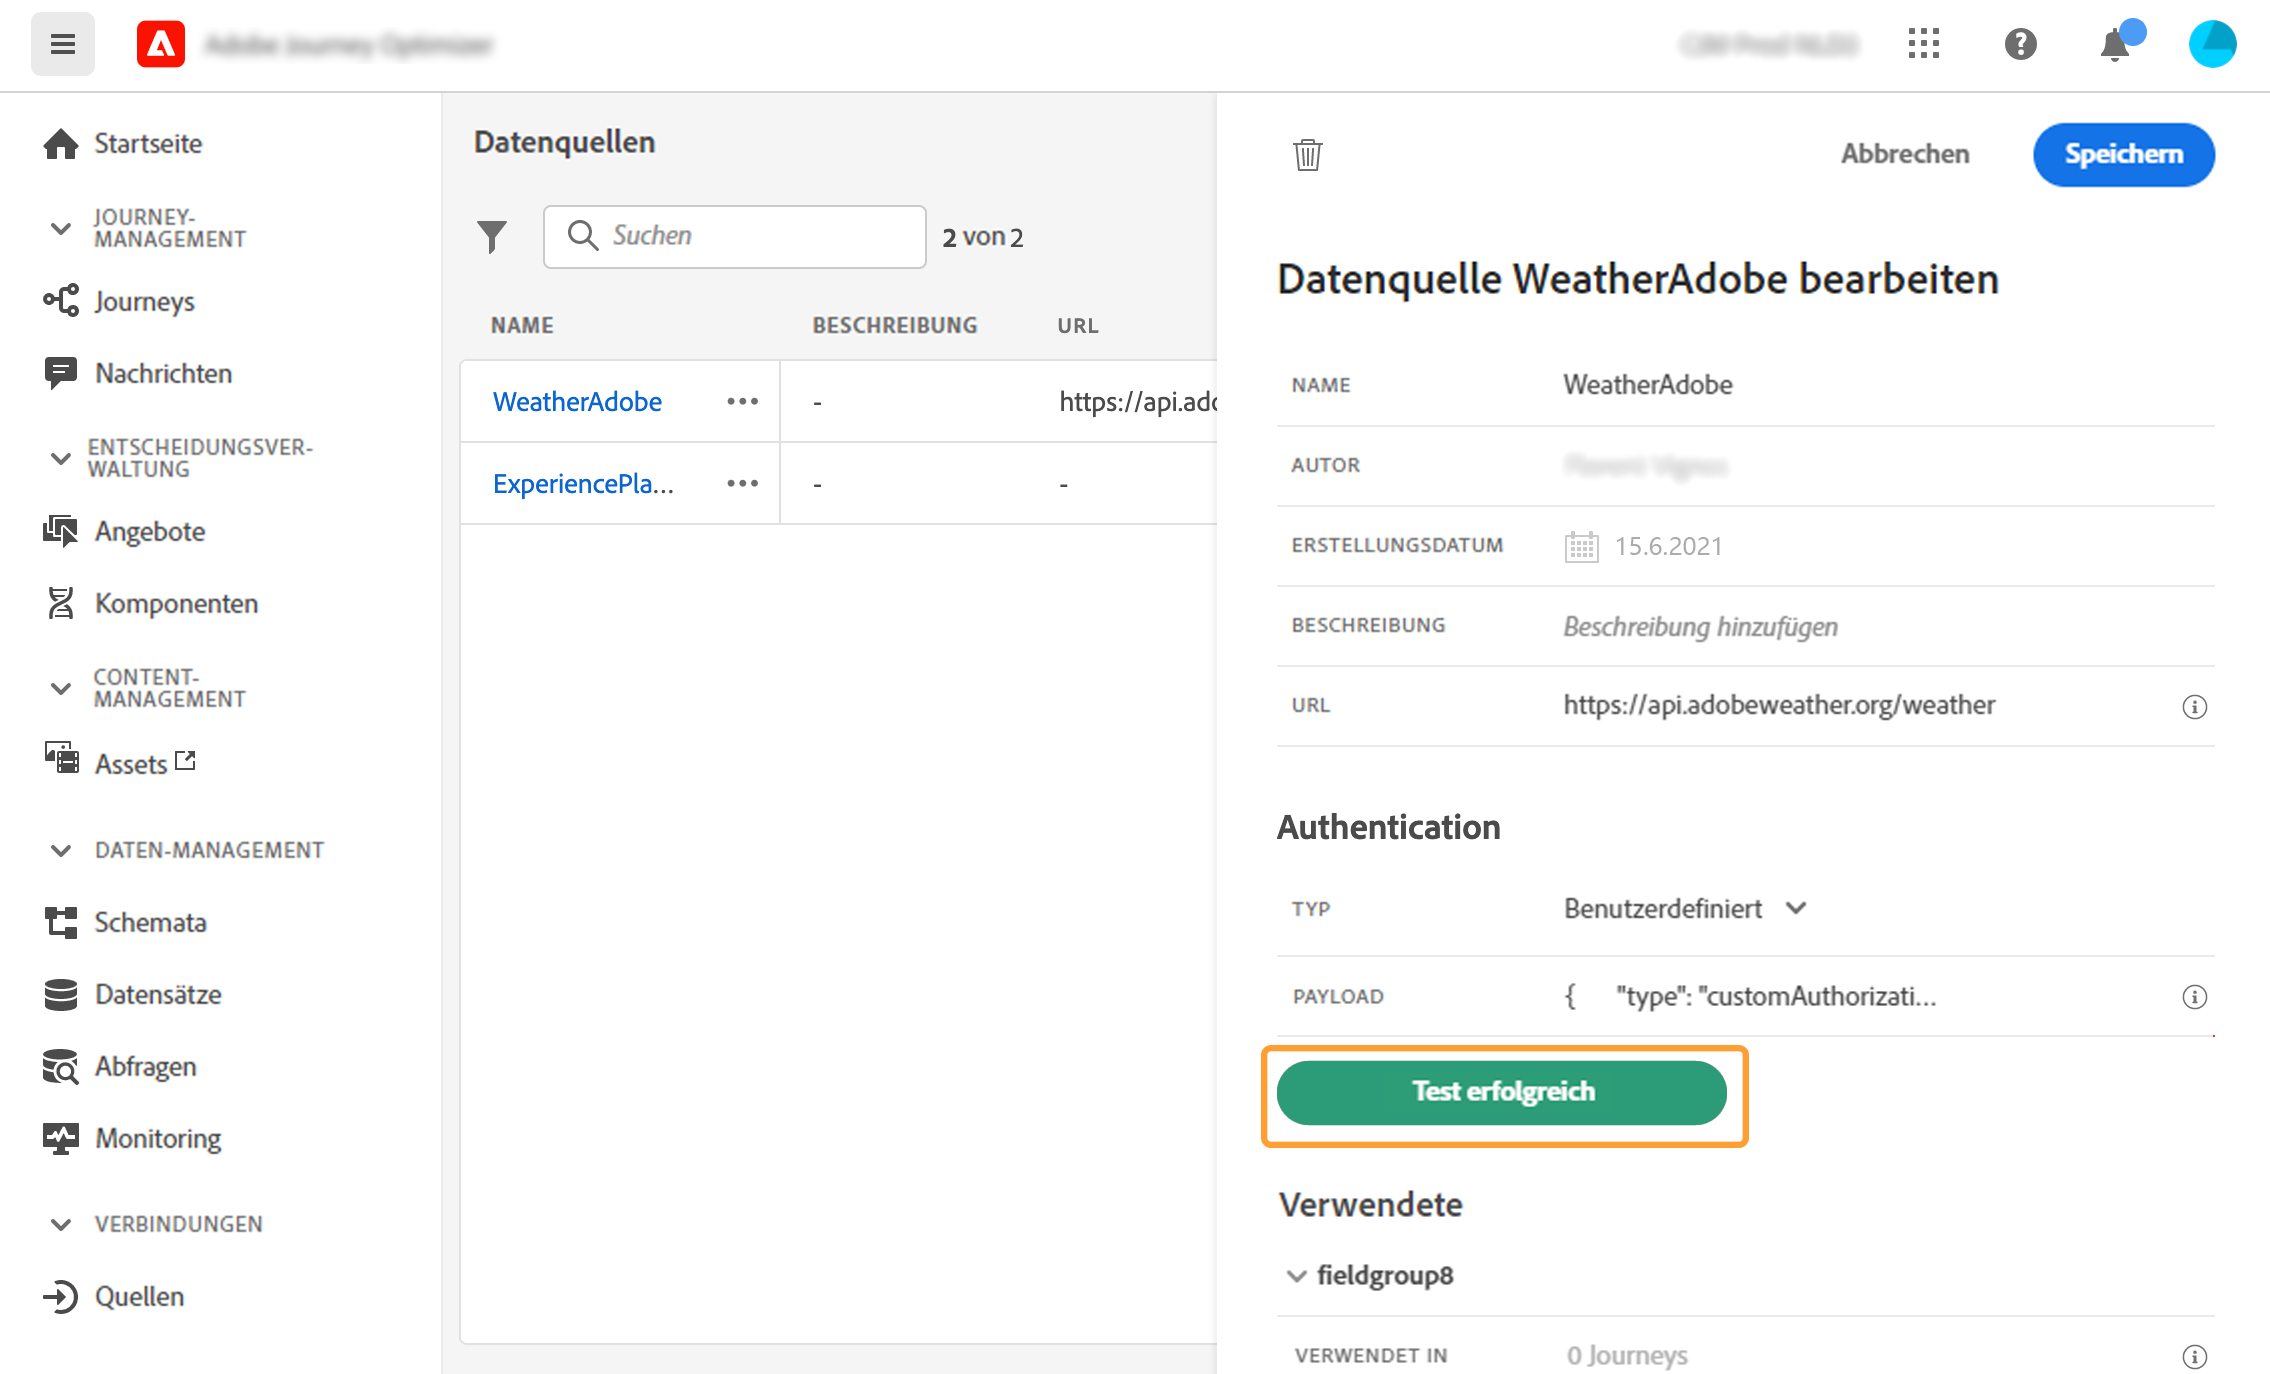 Startseite
JOURNEY-
MANAGEMENT
Journeys
Nachrichten
ENTSCHEIDUNGSVER-
WALTUNG
Angebote
Komponenten
CONTENT-
MANAGEMENT
Assets
DATEN-MANAGEMENT
Schemata
Datensätze
Abfragen
Monitoring
VERBINDUNGEN
Quellen
Datenquellen
Suchen
2 von 2
NAME BESCHREIBUNG URL
WeatherAdobe ••• - https://api.adc
ExperiencePla... ••• - -
Abbrechen
Speichern
Datenquelle WeatherAdobe bearbeiten
NAME WeatherAdobe
AUTOR
ERSTELLUNGSDATUM 15.6.2021
BESCHREIBUNG Beschreibung hinzufügen
URL https://api.adobeweather.org/weather
Authentication
TYP Benutzerdefiniert
PAYLOAD { "type": "customAuthorizati...
Test erfolgreich
Verwendete
fieldgroup8
VERWENDET IN 0 Journeys